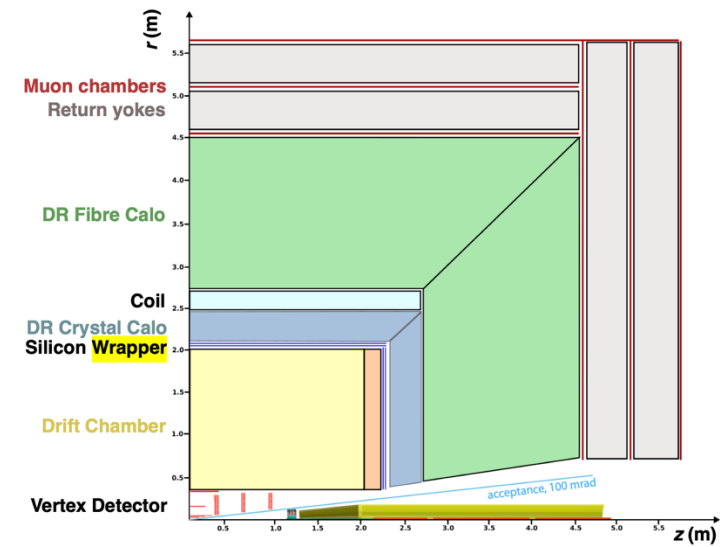 r (m)
5.5
Muon chambers
5.0
Return yokes
4.5
4.0
DR Fibre Calo
3.5
3.0
Coil
2.5
DR Crystal Calo
Silicon Wrapper
2.0
1.5
Drift Chamber
1.0
0.5
acceptance, 100 mrad
Vertex Detector
0.5
1.0
1.5
2.0
2.5
3.0
3.5
4.0
4.5
5.0
5.5
z (m)